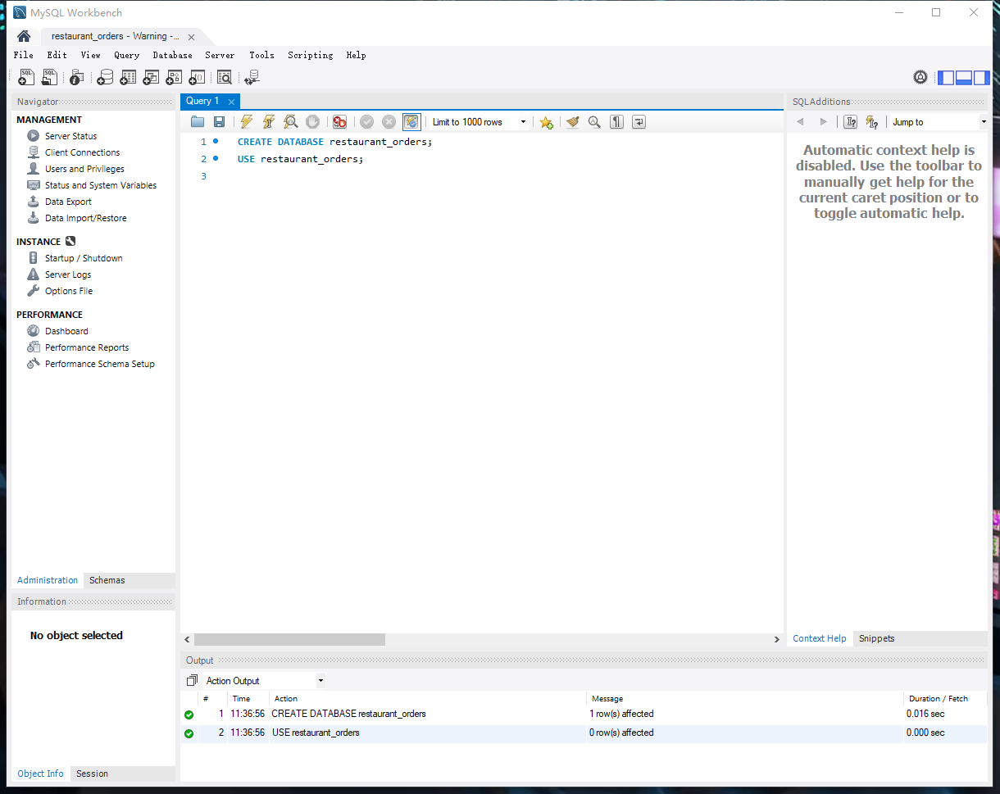 MySQL Workbench
restaurant_orders - Warning -...
File Edit View Query Database Server Tools Scripting Help
Navigator
MANAGEMENT
Server Status
Client Connections
Users and Privileges
Status and System Variables
Data Export
Data Import/Restore
INSTANCE
Startup / Shutdown
Server Logs
Options File
PERFORMANCE
Dashboard
Performance Reports
Performance Schema Setup
Administration Schemas
Information
No object selected
Object Info Session
Query 1
Limit to 1000 rows
1 CREATE DATABASE restaurant_orders;
2 USE restaurant_orders;
3
SQLAdditions
Jump to
Automatic context help is
disabled. Use the toolbar to
manually get help for the
current caret position or to
toggle automatic help.
Context Help Snippets
Output
Action Output
# Time Action Message Duration / Fetch
1 11:36:56 CREATE DATABASE restaurant_orders 1 row(s) affected 0.016 sec
2 11:36:56 USE restaurant_orders 0 row(s) affected 0.000 sec